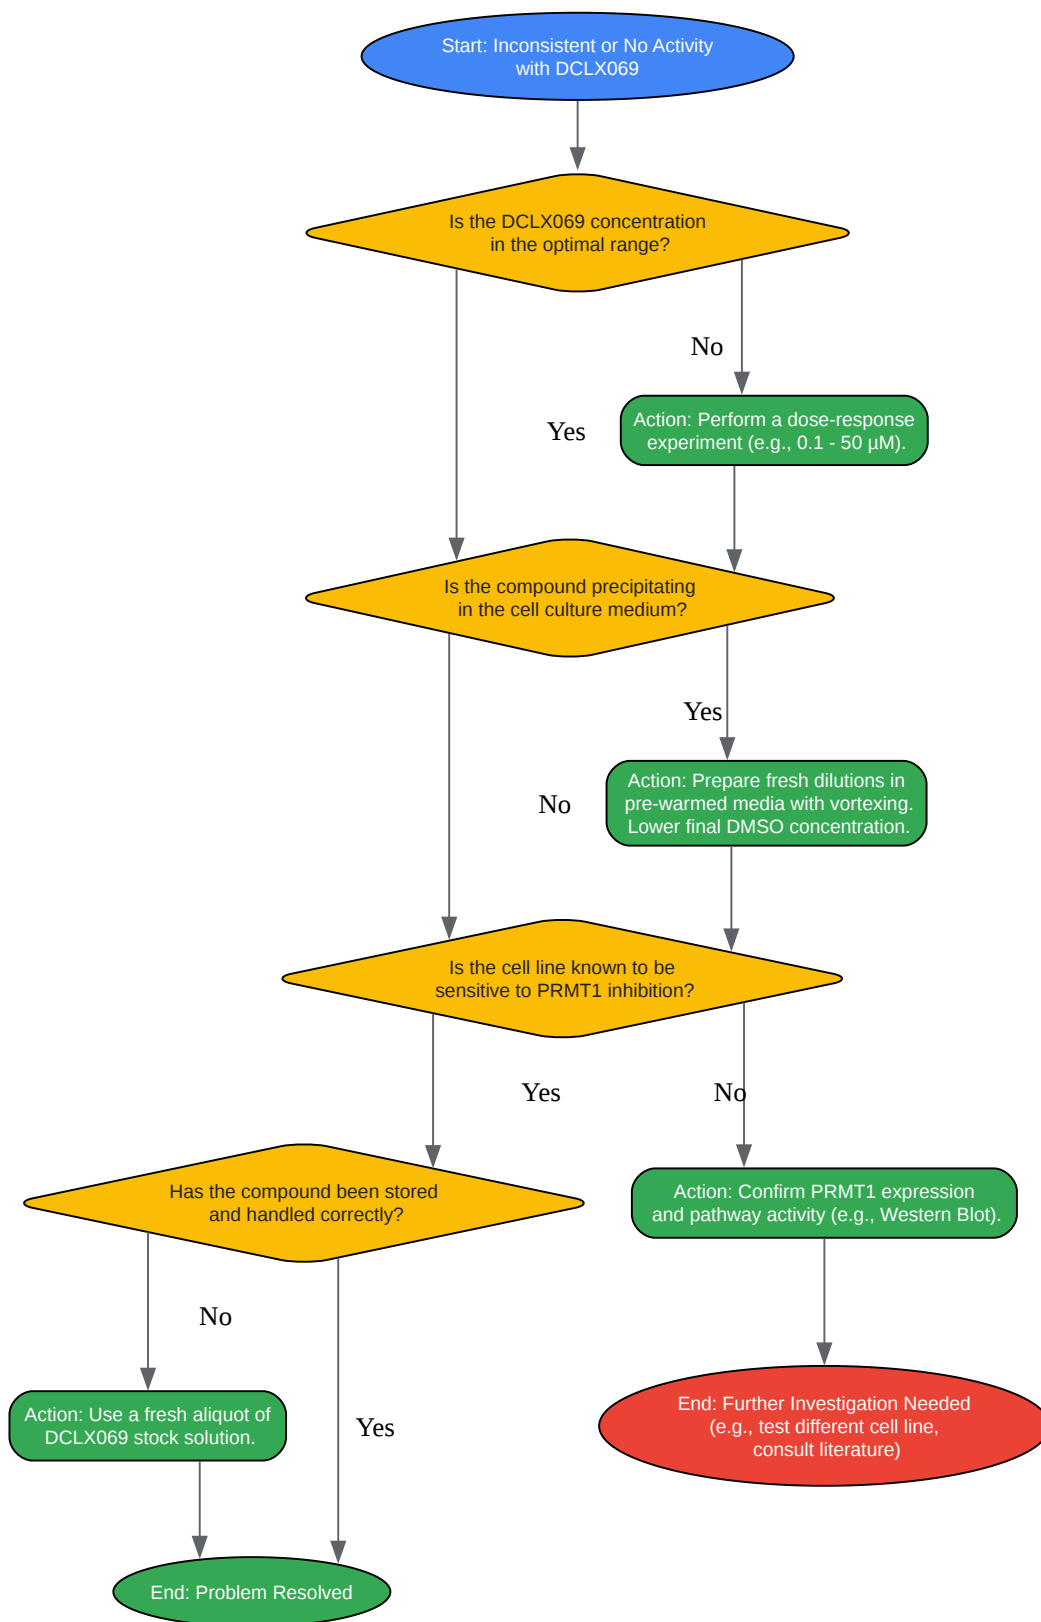 Start: Inconsistent or No Activity
with DCLX069
Is the DCLX069 concentration
in the optimal range?
No
Yes
Action: Perform a dose-response
experiment (e.g., 0.1 - 50 µM).
Is the compound precipitating
in the cell culture medium?
Yes
No
Action: Prepare fresh dilutions in
pre-warmed media with vortexing.
Lower final DMSO concentration.
Is the cell line known to be
sensitive to PRMT1 inhibition?
Yes
No
Has the compound been stored
and handled correctly?
Action: Confirm PRMT1 expression
and pathway activity (e.g., Western Blot).
No
Yes
Action: Use a fresh aliquot of
DCLX069 stock solution.
End: Further Investigation Needed
(e.g., test different cell line,
consult literature)
End: Problem Resolved